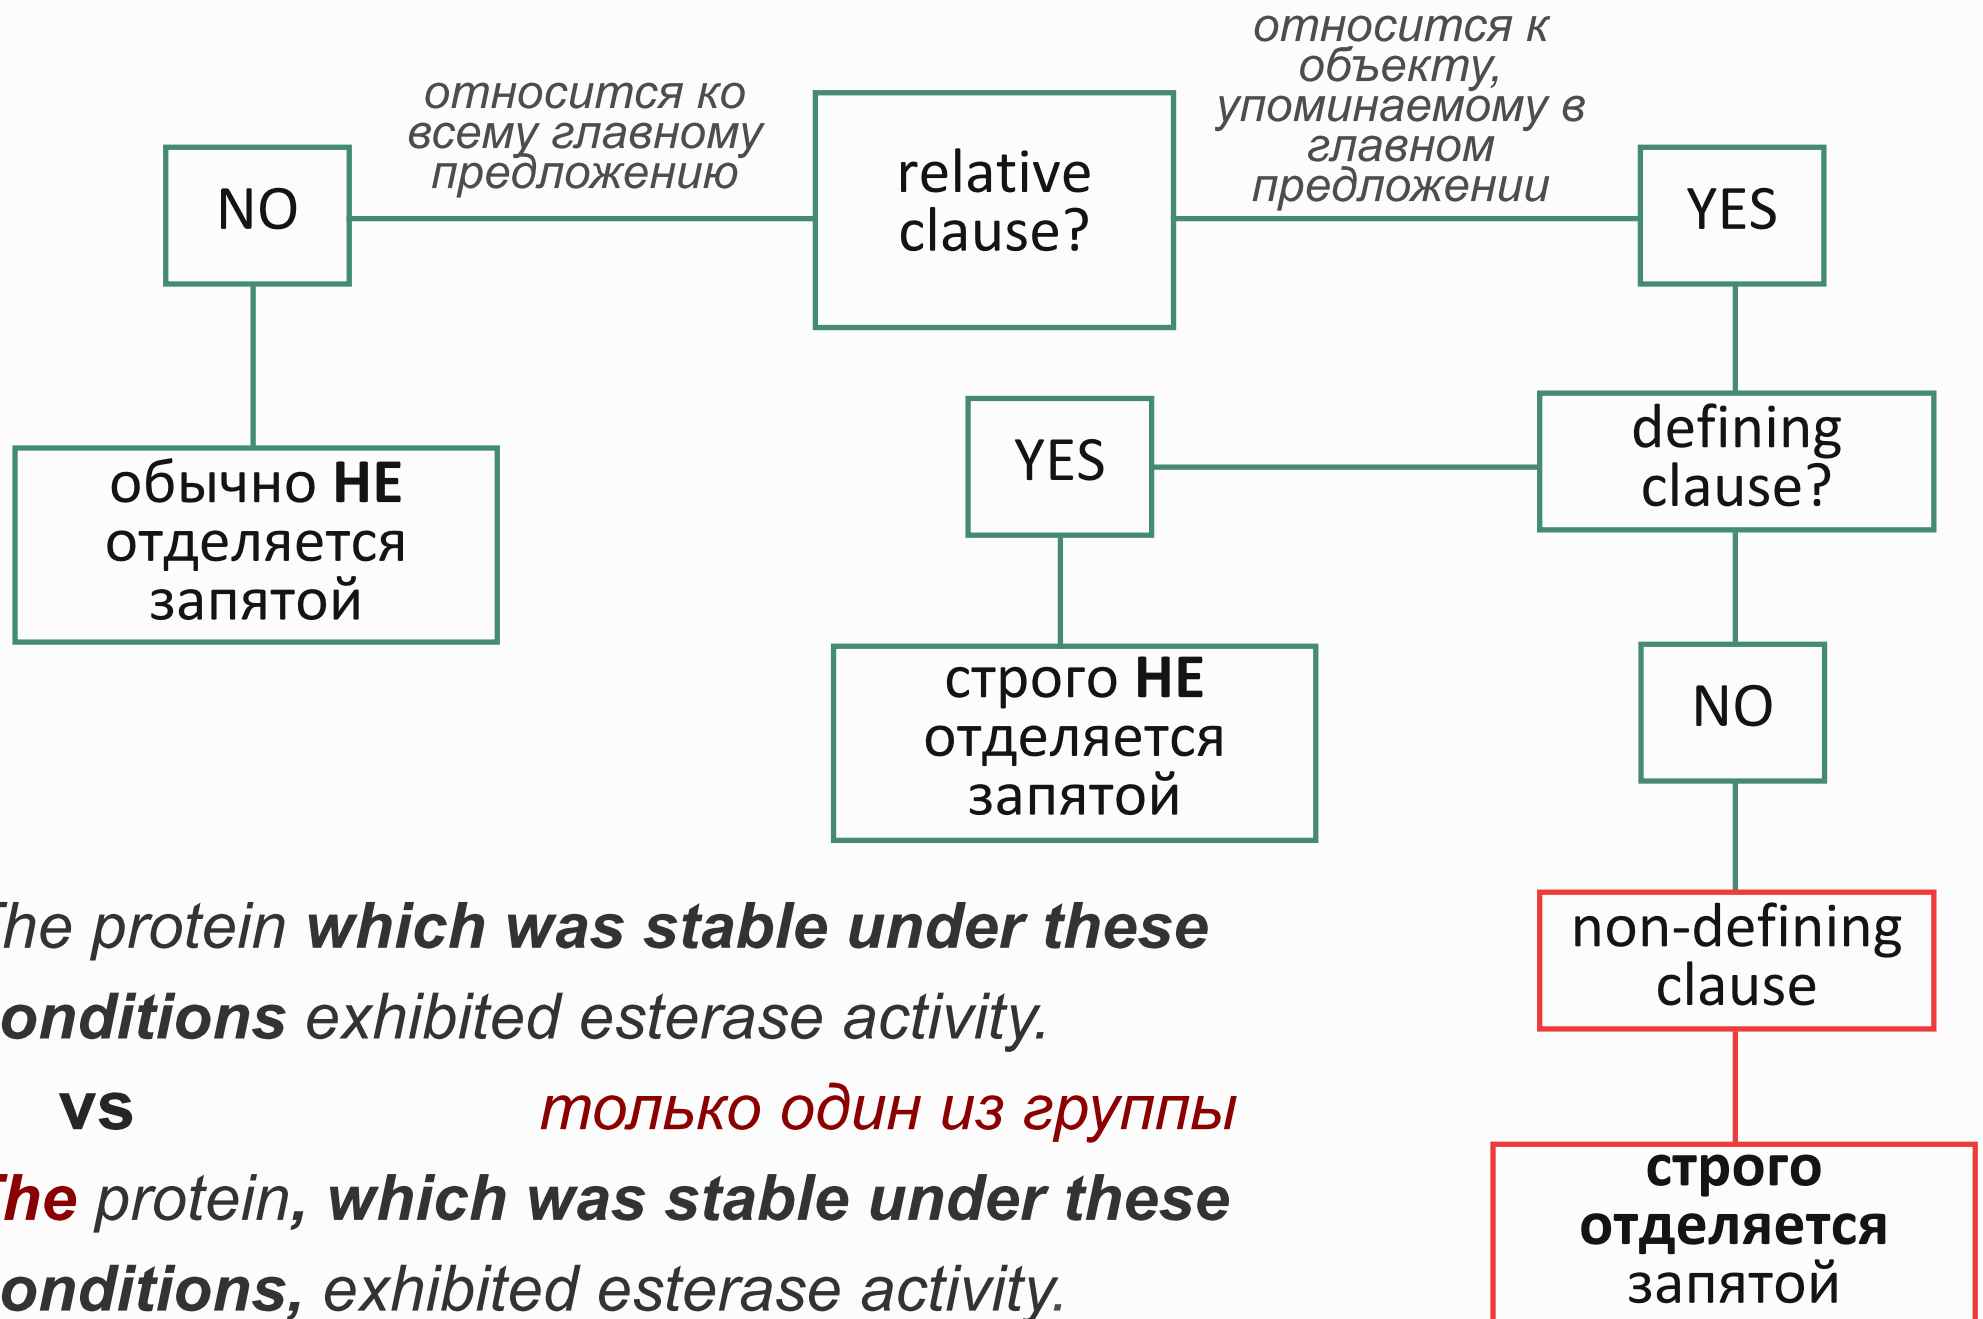 относится ко
всему главному
предложению
относится к
объекту,
упоминаемому в
главном
предложении
NO
relative
clause?
YES
обычно НЕ
отделяется
запятой
YES
defining
clause?
строго НЕ
отделяется
запятой
NO
non-defining
clause
строго
отделяется
запятой
The protein which was stable under these
onditions exhibited esterase activity.
vs
только один из группы
The protein, which was stable under these
onditions, exhibited esterase activity.